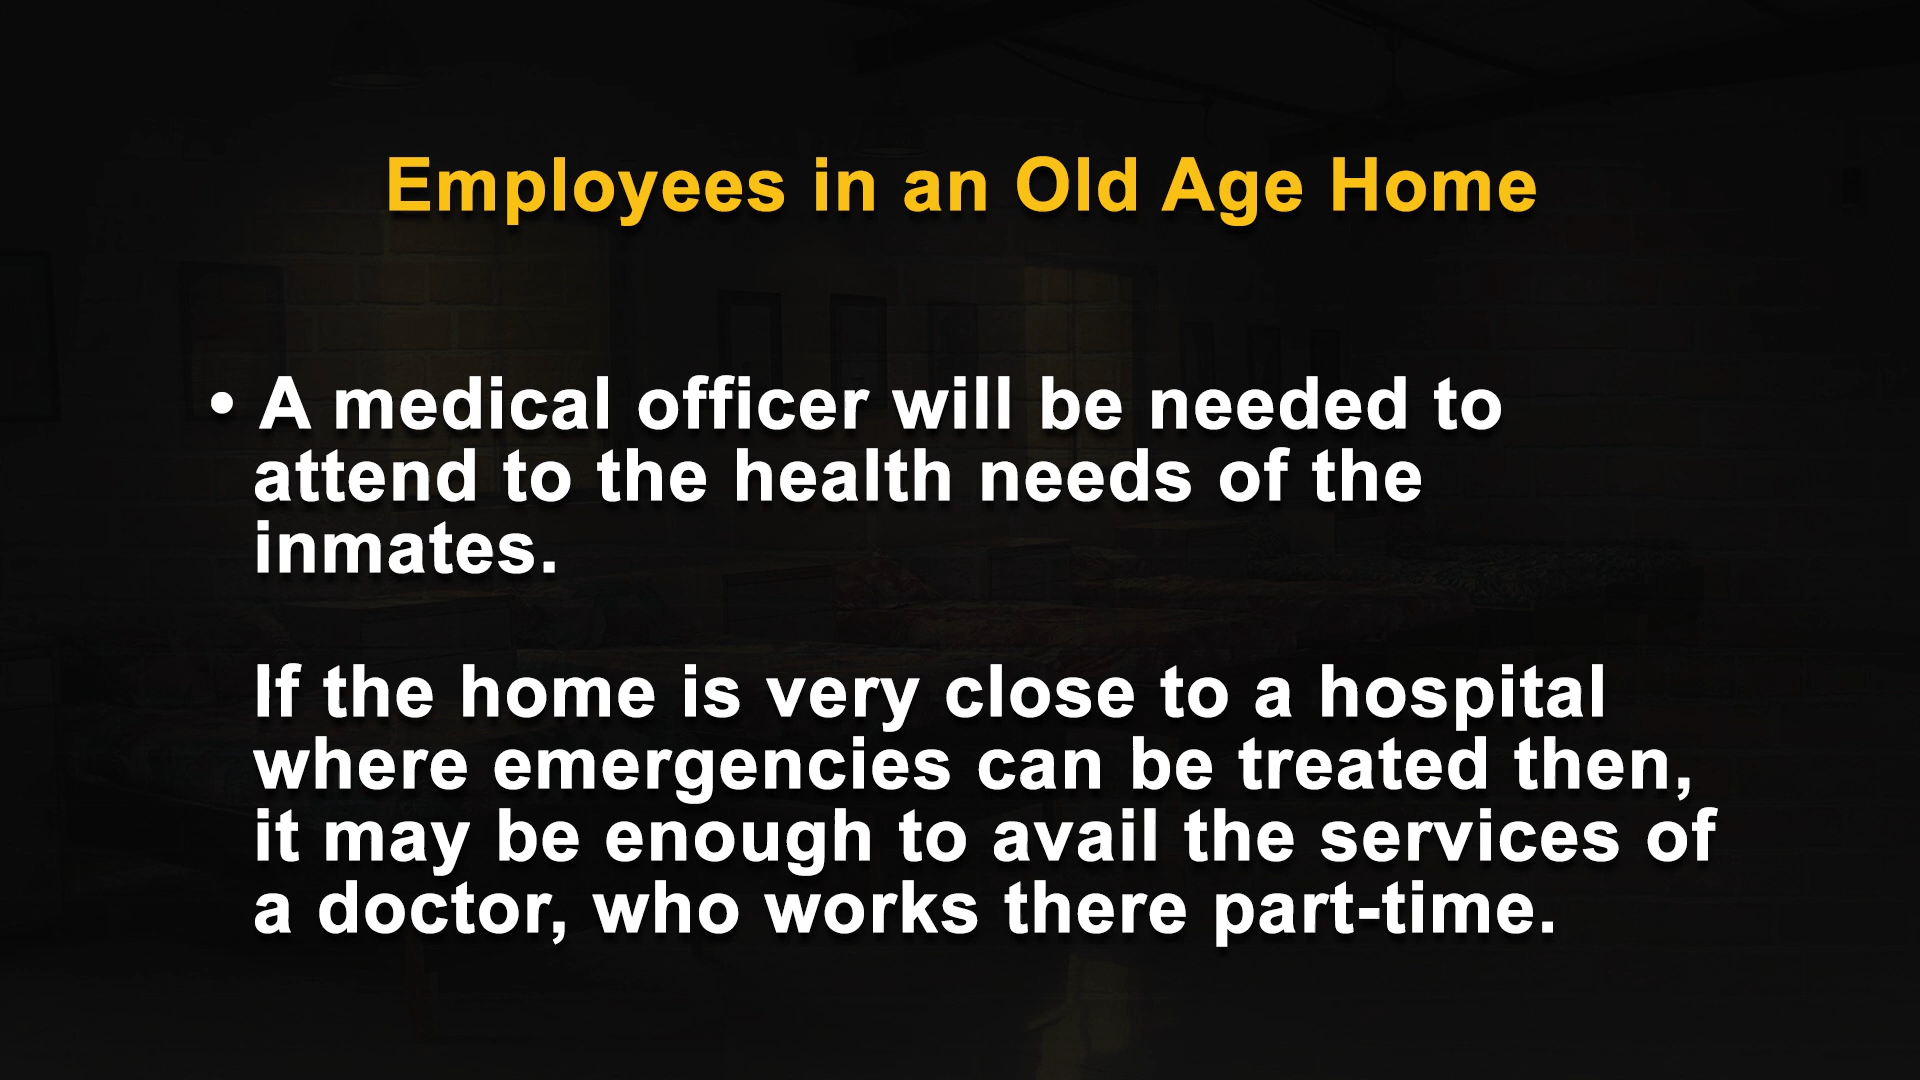 Employees in an Old Age Home
• A medical officer will be needed to
attend to the health needs of the
inmates.
If the home is very close to a hospital
where emergencies can be treated then,
it may be enough to avail the services of
a doctor, who works there part-time.